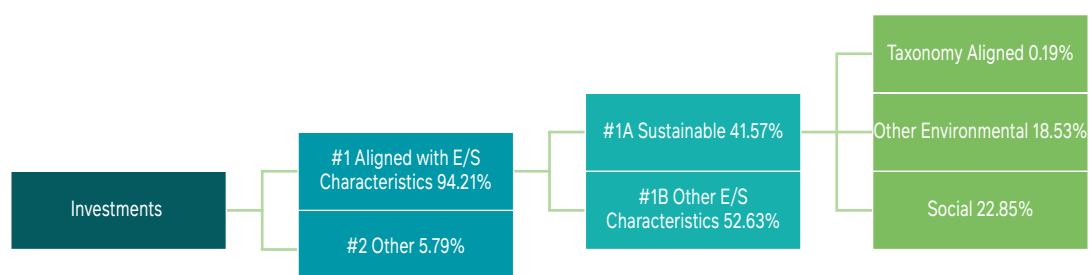 Investments
#1 Aligned with E/S
Characteristics 94.21%
#2 Other 5.79%
#1A Sustainable 41.57%
#1B Other E/S
Characteristics 52.63%
Taxonomy Aligned 0.19%
Other Environmental 18.53%
Social 22.85%